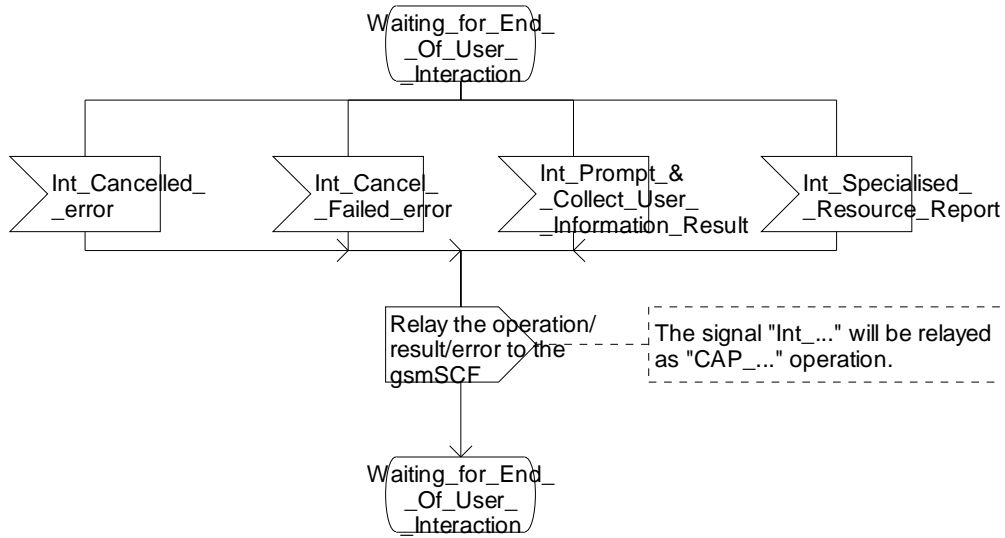 Waiting_for_End_
_Of_User_
_Interaction
Int_Cancelled_
_error
Int_Cancel_
_Failed_error
Int_Prompt_&
_Collect_User_
_Information_Result
Int_Specialised_
_Resource_Report
Relay the operation/
result/error to the
gsmSCF
The signal "Int_..." will be relayed
as "CAP_..." operation.
Waiting_for_End_
_Of_User_
_Interaction